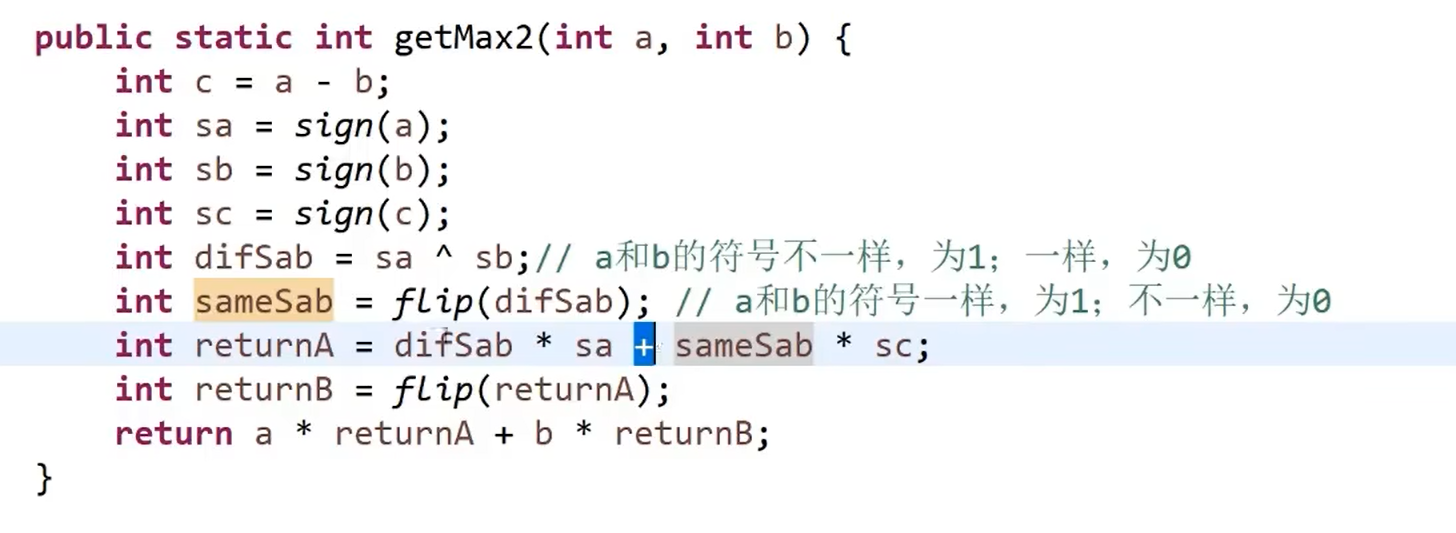 public static int getMax2(int a, int b) {
int c = a - b;
int sa = sign(a);
int sb = sign(b);
int sc = sign(c);
int difSab = sa ^ sb;// a和b的符号不一样，为1；一样，为0
int sameSab = flip(difSab); // a和b的符号一样，为1；不一样，为0
int returnA = difSab * sa + sameSab * sc;
int returnB = flip(returnA);
return a * returnA + b * returnB;
}